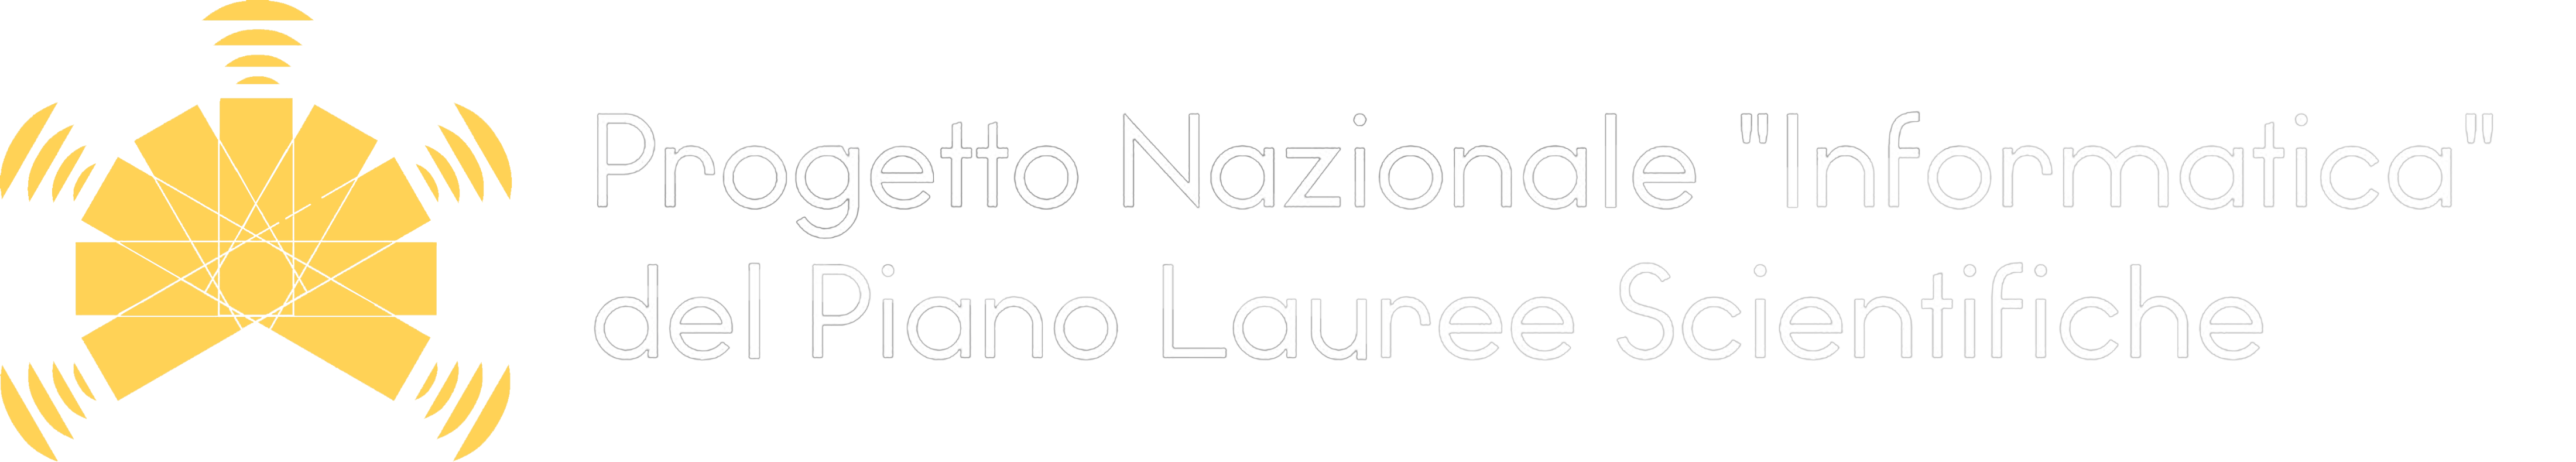 Progetto Nazionale "Informatica"
del Piano Lauree Scientifiche